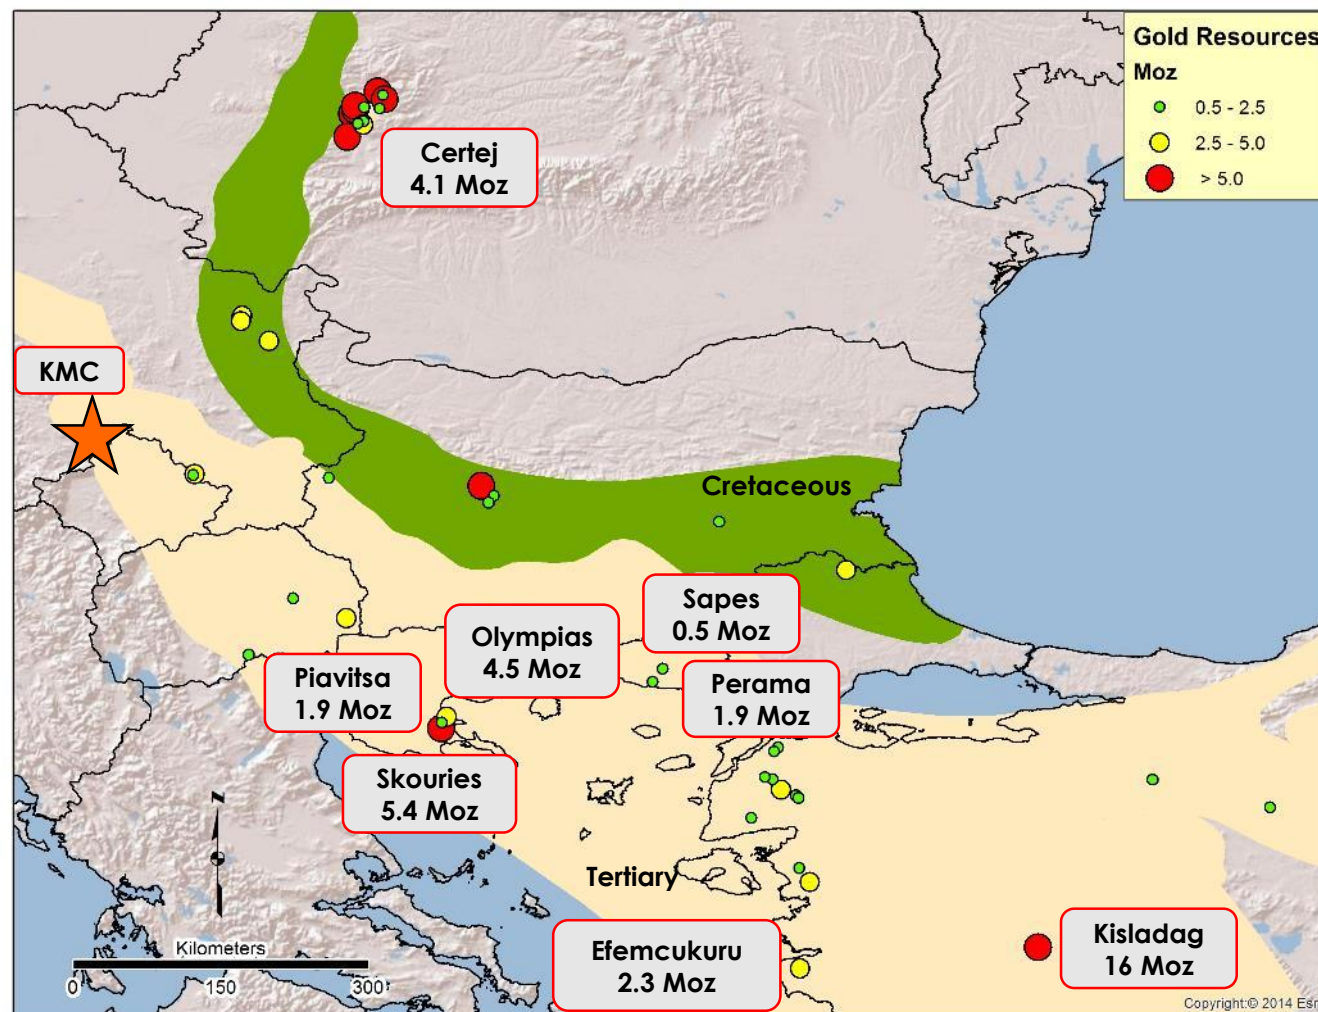 Gold Resources
Moz
0.5 - 2.5
2.5 - 5.0
> 5.0
Certej
4.1 Moz
KMC
Cretaceous
Sapes
0.5 Moz
Olympias
4.5 Moz
Piavitsa
1.9 Moz
Perama
1.9 Moz
Skouries
5.4 Moz
N
Tertiary
Kilometers
0 150 300
Efemcukuru
2.3 Moz
Kisladag
16 Moz
Copyright:© 2014 Esr